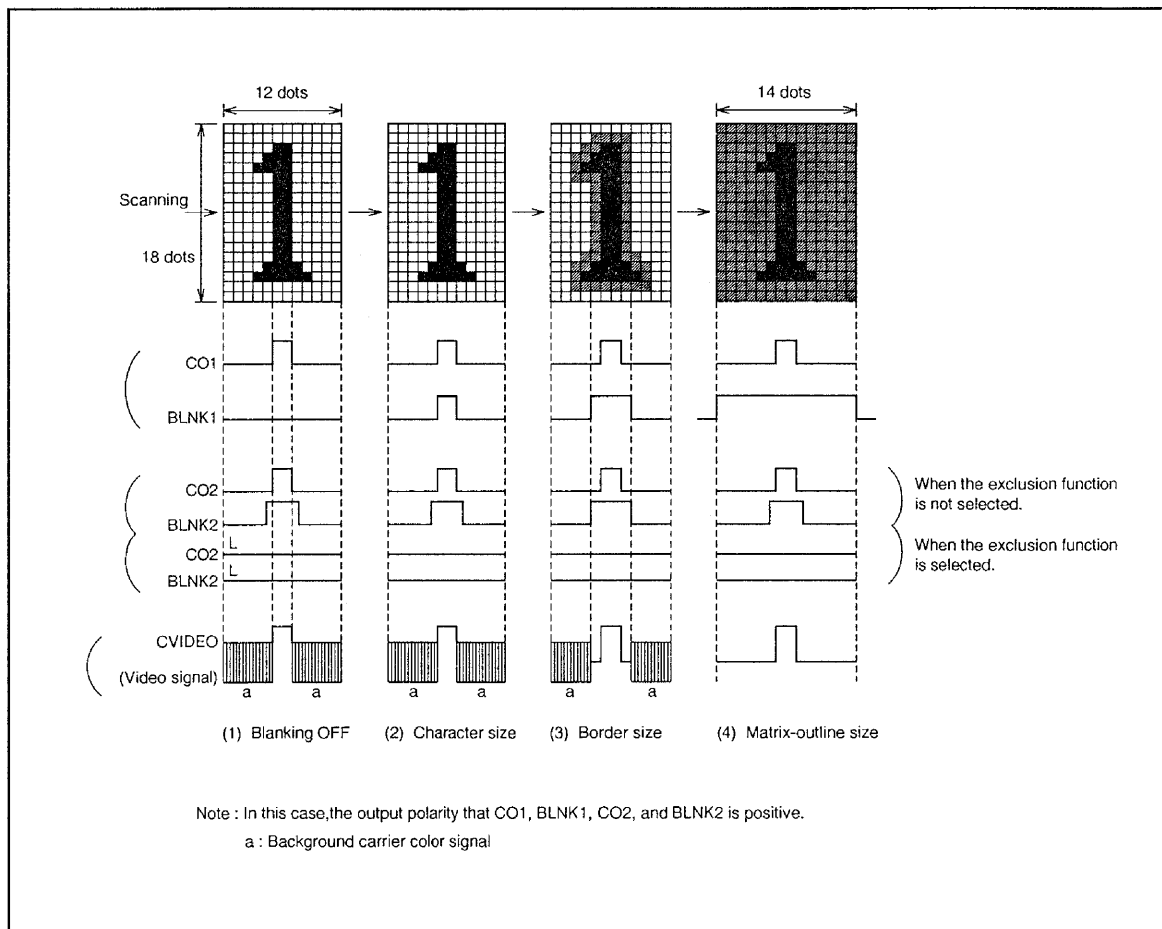 12 dots
14 dots
Scanning
18 dots
CO1
BLNK1
CO2
BLNK2
When the exclusion function
is not selected.
L
CO2
L
BLNK2
When the exclusion function
is selected.
CVIDEO
(Video signal)
a a a a a a
(1) Blanking OFF (2) Character size (3) Border size (4) Matrix-outline size
Note : In this case,the output polarity that CO1, BLNK1, CO2, and BLNK2 is positive.
a : Background carrier color signal